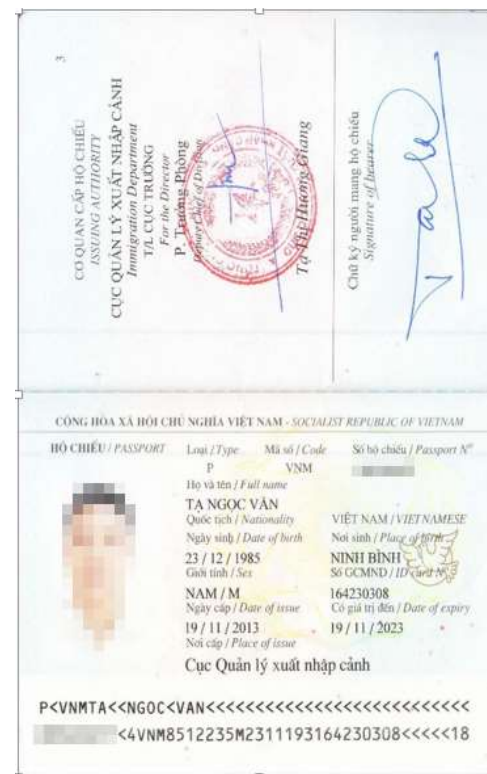 3
CƠ QUAN CẤP HỘ CHIẾU
ISSUING AUTHORITY
CỤC QUẢN LÝ XUẤT NHẬP CẢNH
Immigration Department
T/L CỤC TRƯỞNG
For the Director
P. Trưởng Phòng
Deputy Chief of Division
Tạ Thị Hương Giang
Chữ ký người mang hộ chiếu
Signature of bearer
CỘNG HÒA XÃ HỘI CHỦ NGHĨA VIỆT NAM - SOCIALIST REPUBLIC OF VIETNAM
HỘ CHIẾU / PASSPORT Loại / Type Mã số / Code Số hộ chiếu / Passport Nº
P VNM
Họ và tên / Full name
TẠ NGỌC VÂN
Quốc tịch / Nationality VIỆT NAM / VIETNAMESE
Ngày sinh / Date of birth Nơi sinh / Place of birth
23 / 12 / 1985 NINH BÌNH
Giới tính / Sex Số GCMND / ID card Nº
NAM / M 164230308
Ngày cấp / Date of issue Có giá trị đến / Date of expiry
19 / 11 / 2013 19 / 11 / 2023
Nơi cấp / Place of issue
Cục Quản lý xuất nhập cảnh
P<VNMTA<<NGOC<VAN<<<<<<<<<<<<<<<<<<<<<<<<<<<
<4VNM8512235M2311193164230308<<<<<18